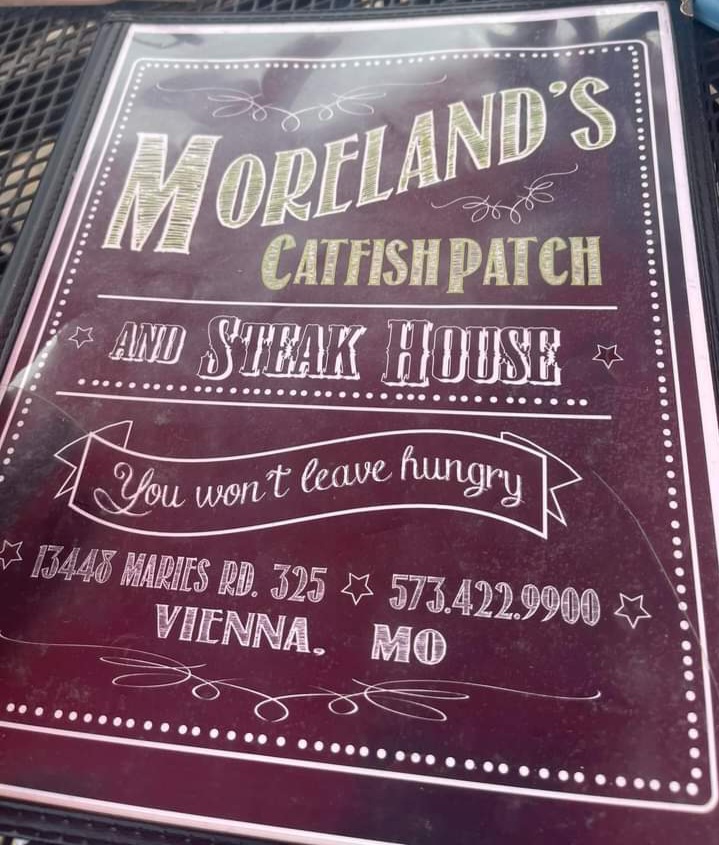 MORELAND'S
CATFISH PATCH
AND STEAK HOUSE
You won't leave hungry
13448 MARIES RD. 325 ☆ 573.422.9900
VIENNA, MO